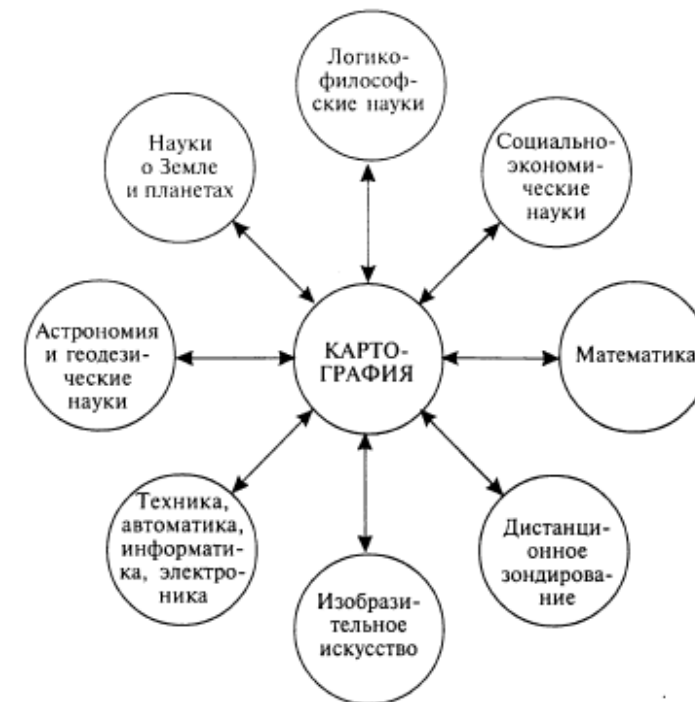 Логико-
философ-
ские науки
Науки
о Земле
и планетах
Социально-
экономи-
ческие
науки
Астрономия
и геодези-
ческие
науки
КАРТО-
ГРАФИЯ
Математика
Техника,
автоматика,
информати-
ка, электро-
ника
Дистанци-
онное
зондирова-
ние
Изобрази-
тельное
искусство